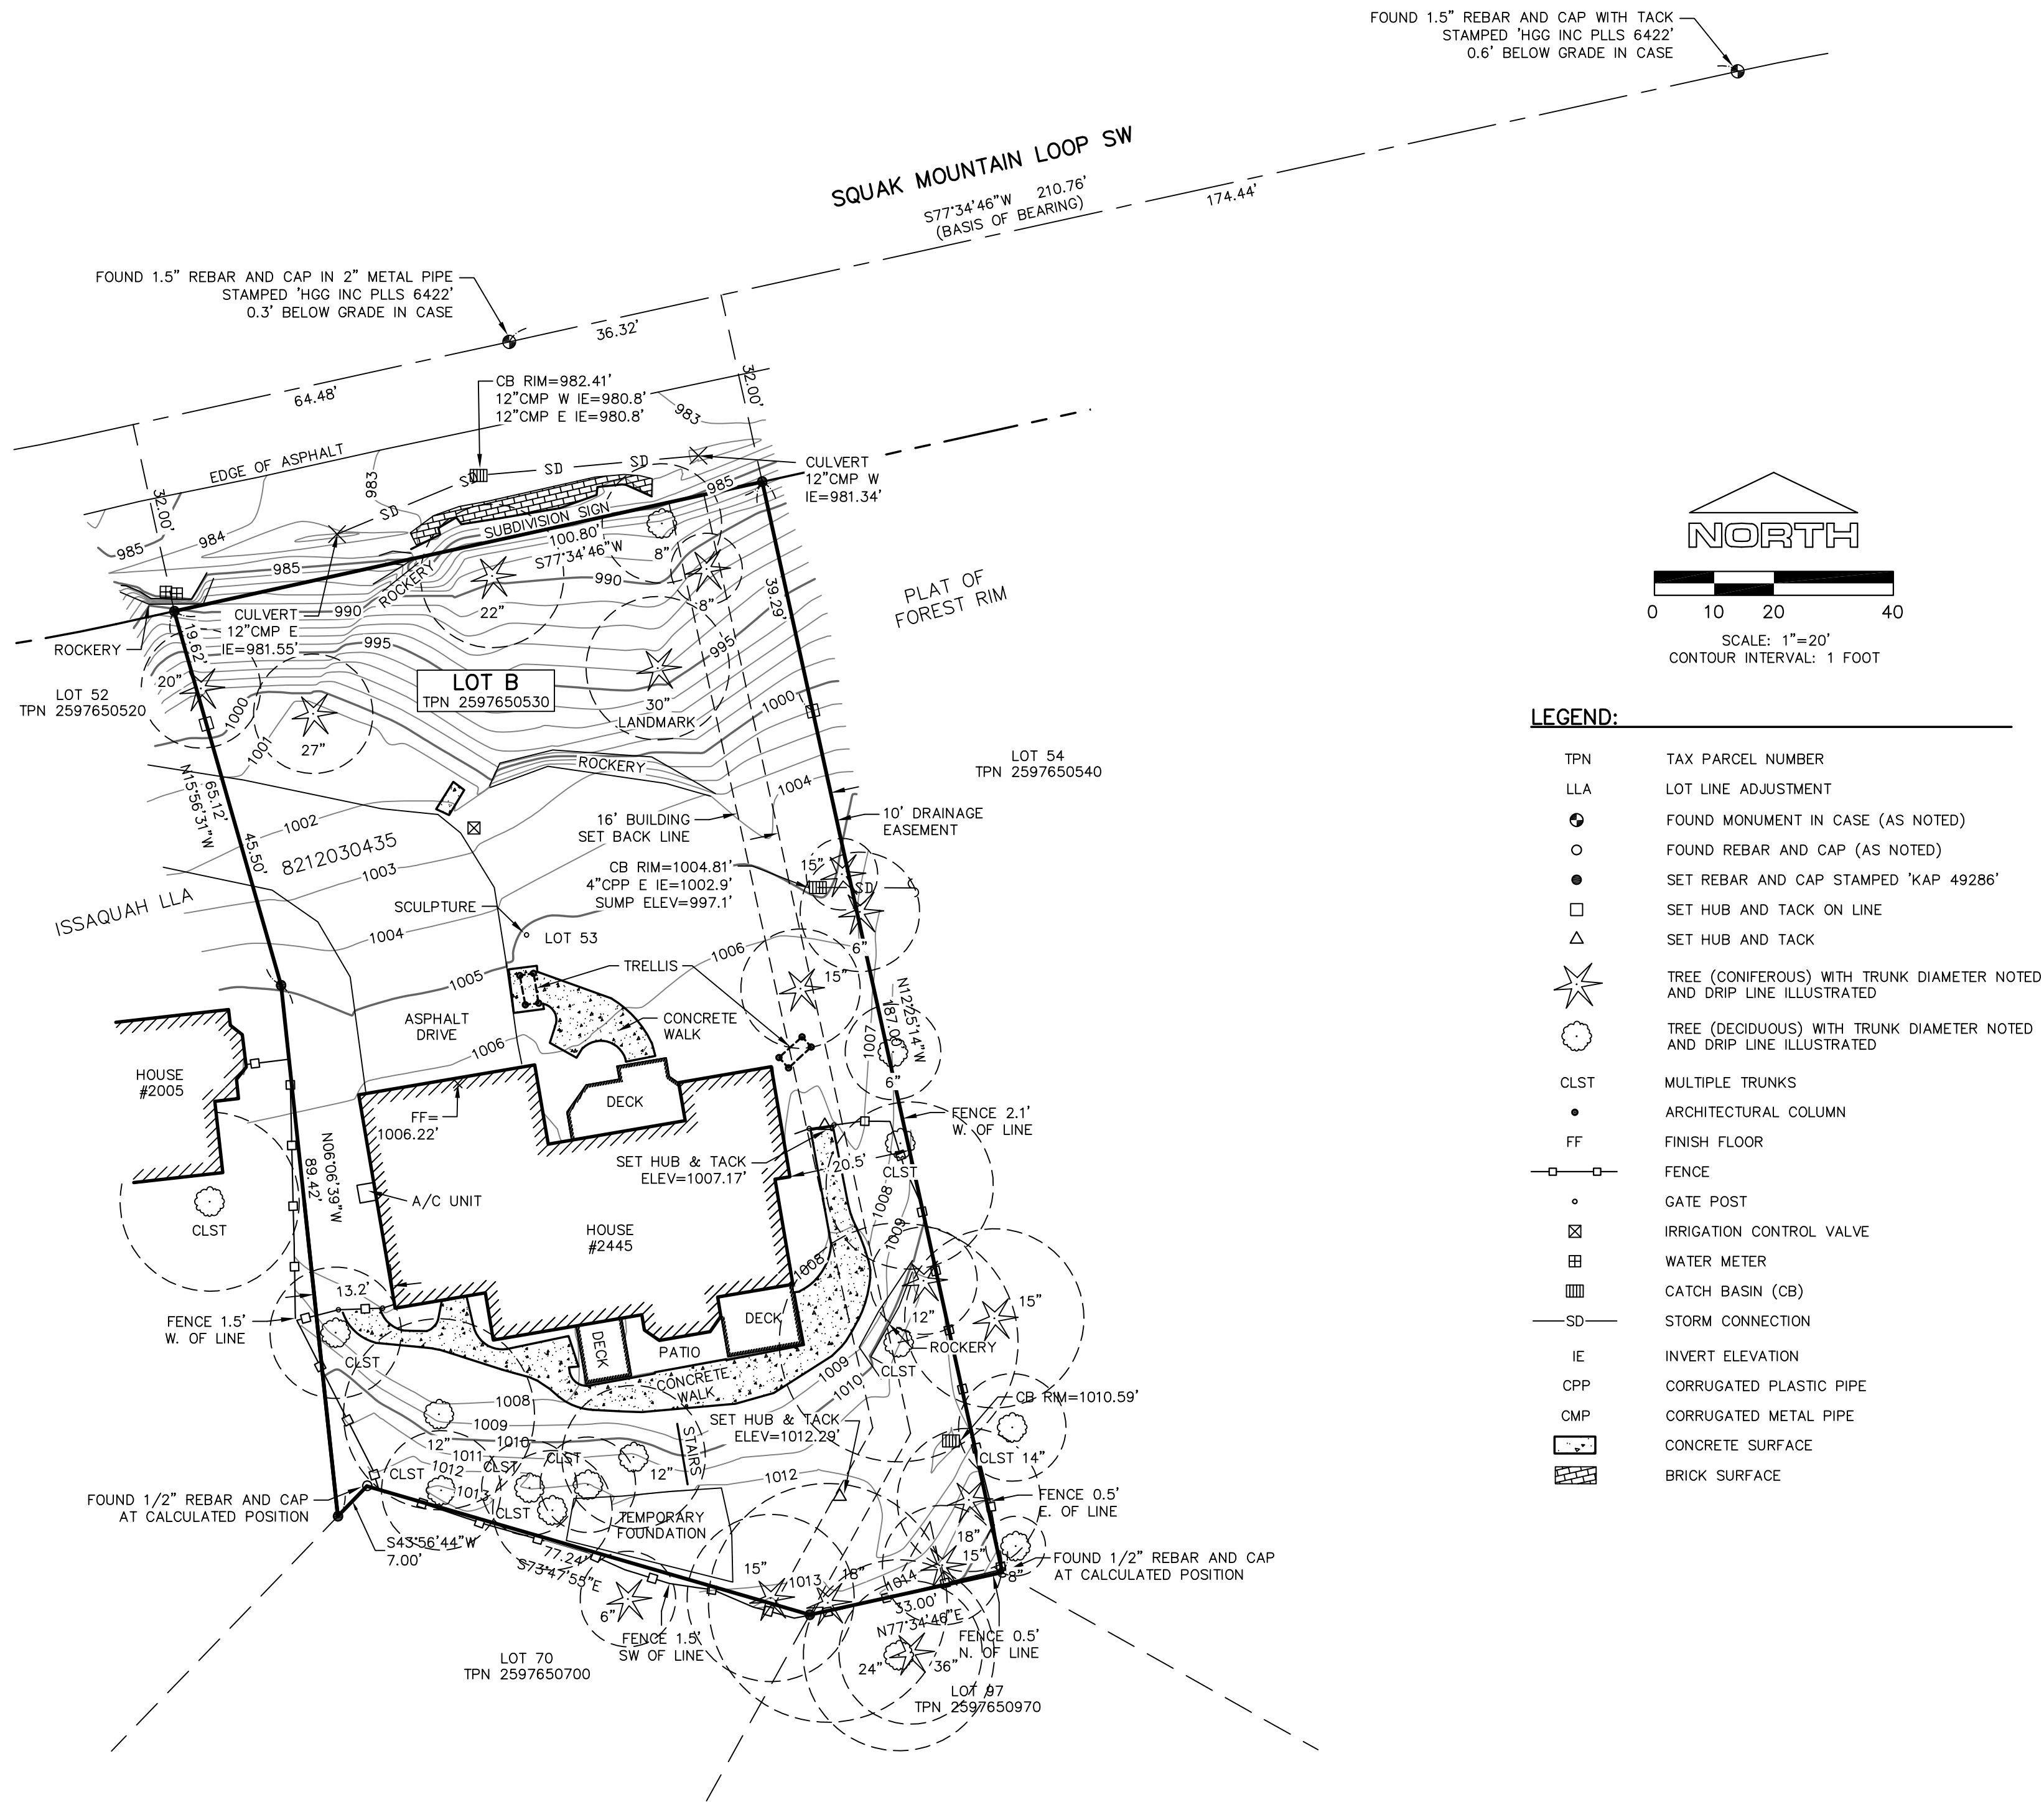 FOUND 1.5" REBAR AND CAP WITH TACK
STAMPED 'HGG INC PLLS 6422'
0.6' BELOW GRADE IN CASE
SQUAK MOUNTAIN LOOP SW
S77°34'46"W 210.76'
(BASIS OF BEARING)
174.44'
FOUND 1.5" REBAR AND CAP IN 2" METAL PIPE
STAMPED 'HGG INC PLLS 6422'
0.3' BELOW GRADE IN CASE
36.32'
64.48'
32.00'
CB RIM=982.41'
12"CMP W IE=980.8'
12"CMP E IE=980.8'
983
EDGE OF ASPHALT
983
SD
SD
SD
SD
CULVERT
12"CMP W
IE=981.34'
985
32.00'
985
984
985
SUBDIVISION SIGN
100.80'
S77°34'46"W
8"
ROCKERY
990
22"
8"
39.29'
PLAT OF
FOREST RIM
CULVERT
12"CMP E
IE=981.55'
990
995
995
ROCKERY
19.62'
20"
LOT 52
TPN 2597650520
LOT B
TPN 2597650530
30"
LANDMARK
1000
1000
1001
27"
ROCKERY
1004
LOT 54
TPN 2597650540
N15°56'31"W
65.12'
45.50'
1002
8212030435
1003
16' BUILDING
SET BACK LINE
10' DRAINAGE
EASEMENT
CB RIM=1004.81'
4"CPP E IE=1002.9'
SUMP ELEV=997.1'
15"
SD
ISSAQUAH LLA
SCULPTURE
LOT 53
1004
1006
6"
1005
TRELLIS
15"
N12°25'14"W
187.00'
ASPHALT
DRIVE
CONCRETE
WALK
1007
1006
HOUSE
#2005
DECK
6"
FF=
1006.22'
FENCE 2.1'
W. OF LINE
N06°06'39"W
89.42'
SET HUB & TACK
ELEV=1007.17'
20.5'
CLST
A/C UNIT
CLST
HOUSE
#2445
1008
1009
1008
13.2'
FENCE 1.5'
W. OF LINE
CLST
DECK
DECK
PATIO
12"
15"
ROCKERY
CLST
CONCRETE
WALK
1009
1010
CB RIM=1010.59'
1008
1009
1010
1011
1012
1013
12"
CLST
CLST
CLST
CLST
12"
STAIRS
SET HUB & TACK
ELEV=1012.29'
1012
CLST 14"
FENCE 0.5'
E. OF LINE
FOUND 1/2" REBAR AND CAP
AT CALCULATED POSITION
S43°56'44"W
7.00'
TEMPORARY
FOUNDATION
77.24'
S73°47'55"E
18"
15"
FOUND 1/2" REBAR AND CAP
AT CALCULATED POSITION
8"
15"
1013
18"
1014
33.00'
N77°34'46"E
6"
FENCE 1.5'
SW OF LINE
FENCE 0.5'
N. OF LINE
24"
36"
LOT 70
TPN 2597650700
LOT 97
TPN 2597650970
NORTH
0 10 20 40
SCALE: 1"=20'
CONTOUR INTERVAL: 1 FOOT
LEGEND:
TPN TAX PARCEL NUMBER
LLA LOT LINE ADJUSTMENT
FOUND MONUMENT IN CASE (AS NOTED)
FOUND REBAR AND CAP (AS NOTED)
SET REBAR AND CAP STAMPED 'KAP 49286'
SET HUB AND TACK ON LINE
SET HUB AND TACK
TREE (CONIFEROUS) WITH TRUNK DIAMETER NOTED
AND DRIP LINE ILLUSTRATED
TREE (DECIDUOUS) WITH TRUNK DIAMETER NOTED
AND DRIP LINE ILLUSTRATED
CLST MULTIPLE TRUNKS
ARCHITECTURAL COLUMN
FF FINISH FLOOR
FENCE
GATE POST
IRRIGATION CONTROL VALVE
WATER METER
CATCH BASIN (CB)
SD STORM CONNECTION
IE INVERT ELEVATION
CPP CORRUGATED PLASTIC PIPE
CMP CORRUGATED METAL PIPE
CONCRETE SURFACE
BRICK SURFACE